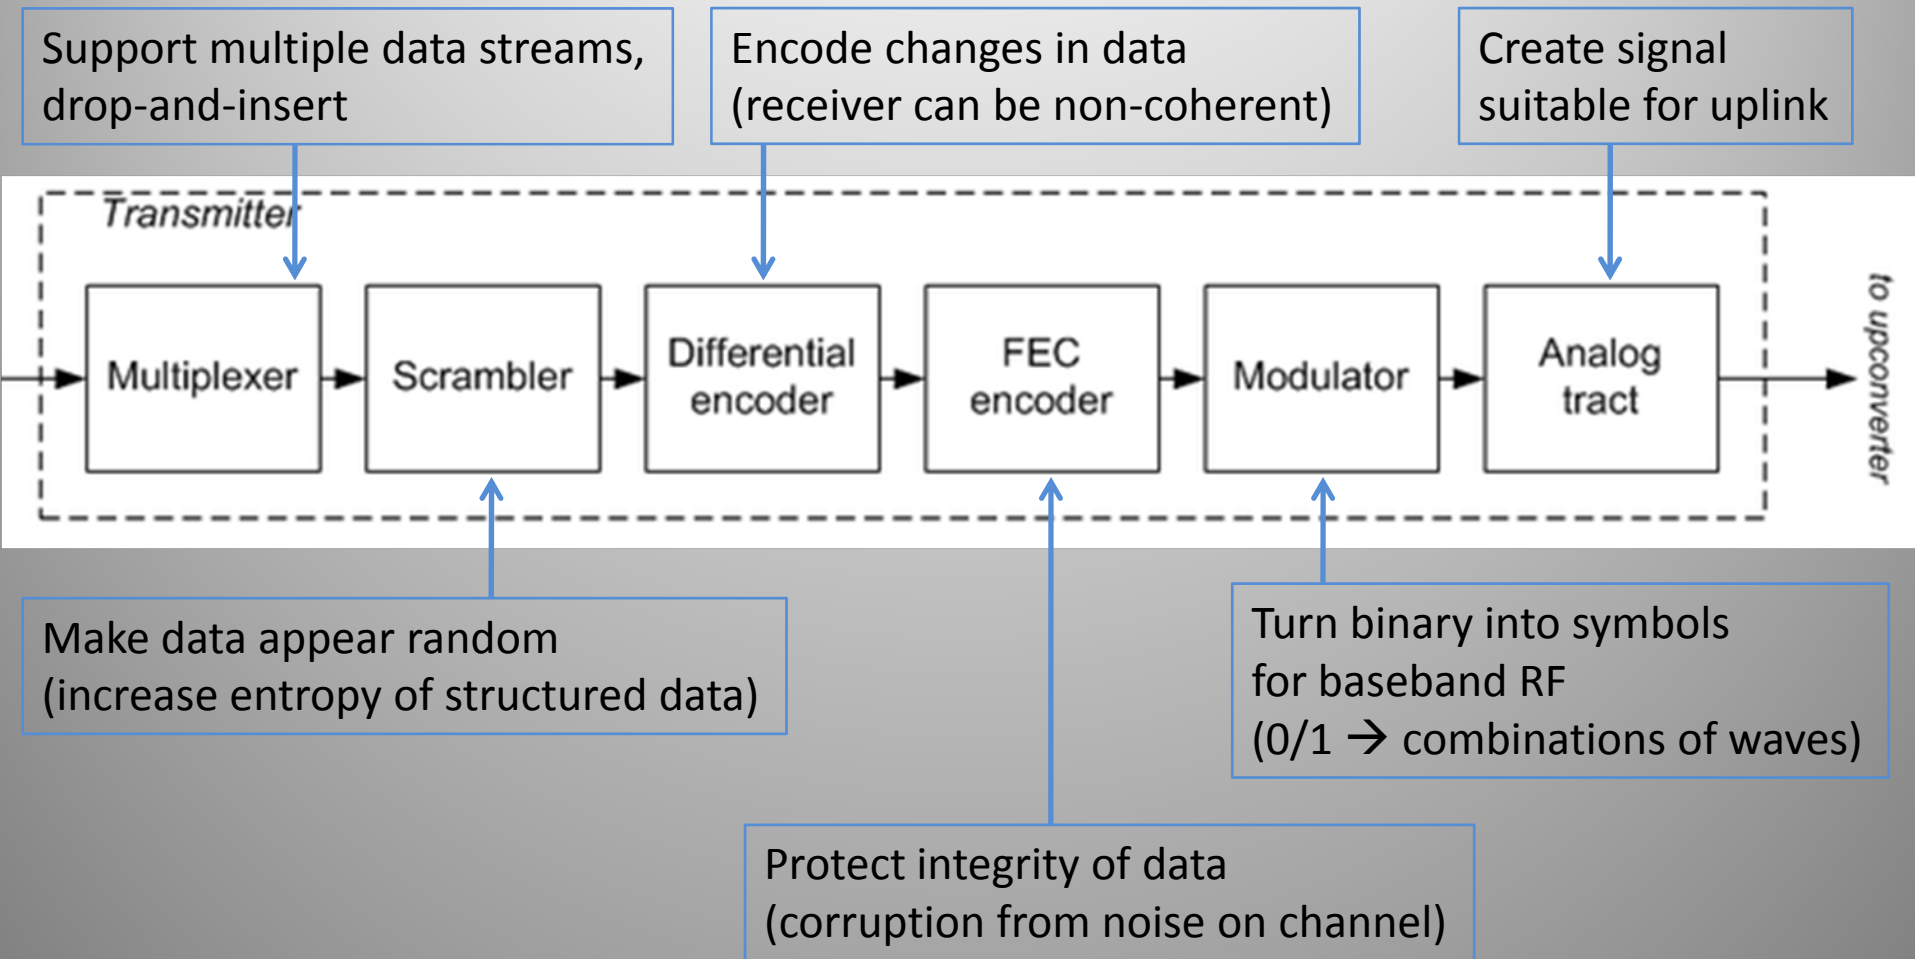 Support multiple data streams,
drop-and-insert
Encode changes in data
(receiver can be non-coherent)
Create signal
suitable for uplink
Transmitter
Multiplexer
Scrambler
Differential
encoder
FEC
encoder
Modulator
Analog
tract
to upconverter
Make data appear random
(increase entropy of structured data)
Turn binary into symbols
for baseband RF
(0/1 → combinations of waves)
Protect integrity of data
(corruption from noise on channel)